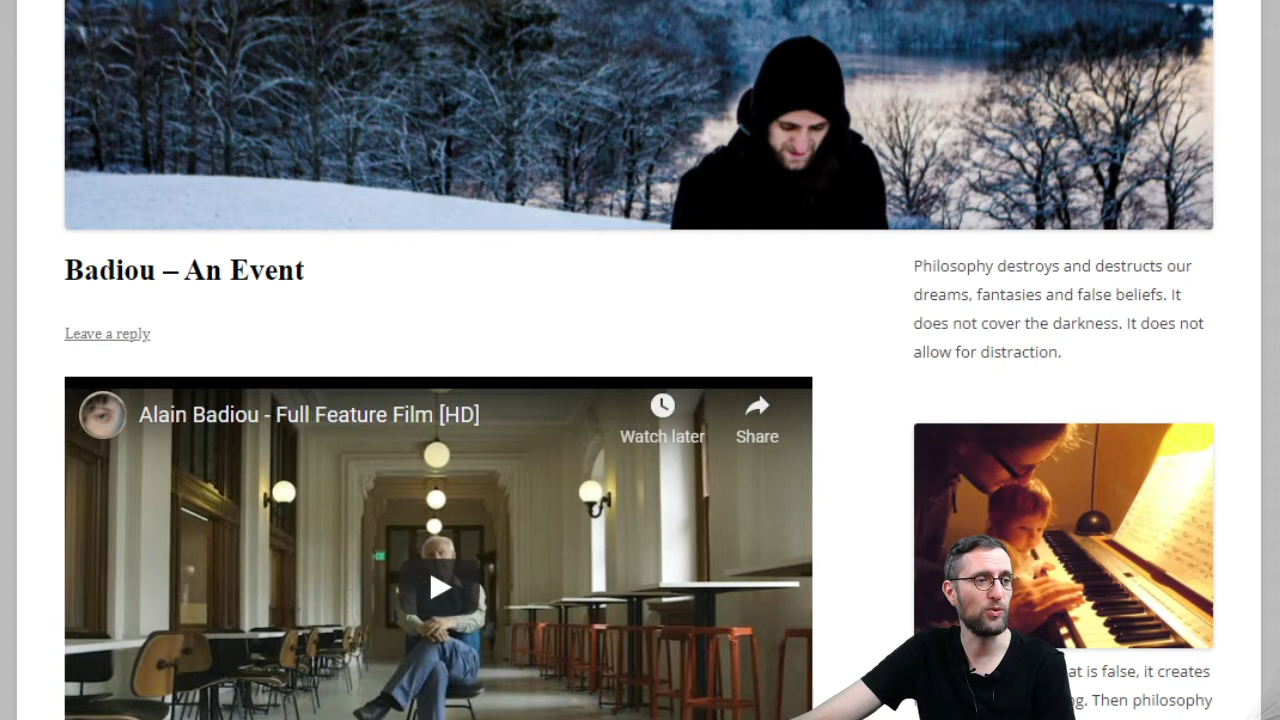 Badiou – An Event
Leave a reply
Alain Badiou - Full Feature Film [HD]
Watch later
Share
Philosophy destroys and destructs our
dreams, fantasies and false beliefs. It
does not cover the darkness. It does not
allow for distraction.
at is false, it creates
Then philosophy